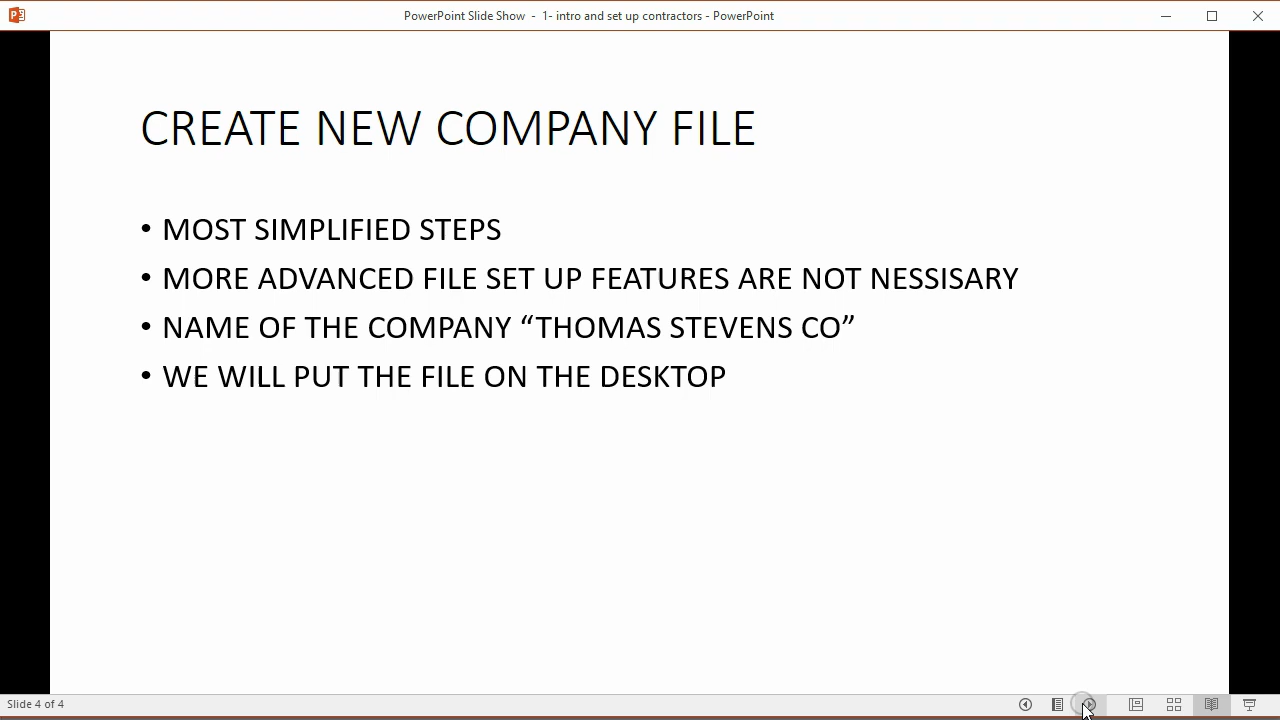 PowerPoint Slide Show - 1- intro and set up contractors - PowerPoint
CREATE NEW COMPANY FILE
• MOST SIMPLIFIED STEPS
• MORE ADVANCED FILE SET UP FEATURES ARE NOT NESSISARY
• NAME OF THE COMPANY “THOMAS STEVENS CO”
• WE WILL PUT THE FILE ON THE DESKTOP
Slide 4 of 4